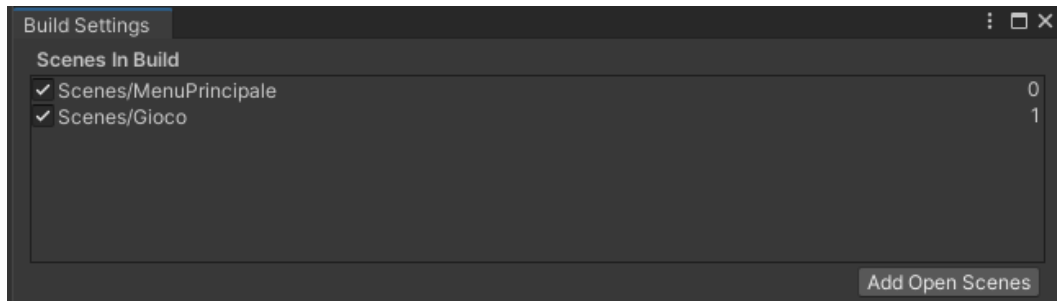 Build Settings
Scenes In Build
Scenes/MenuPrincipale 0
Scenes/Gioco 1
Add Open Scenes